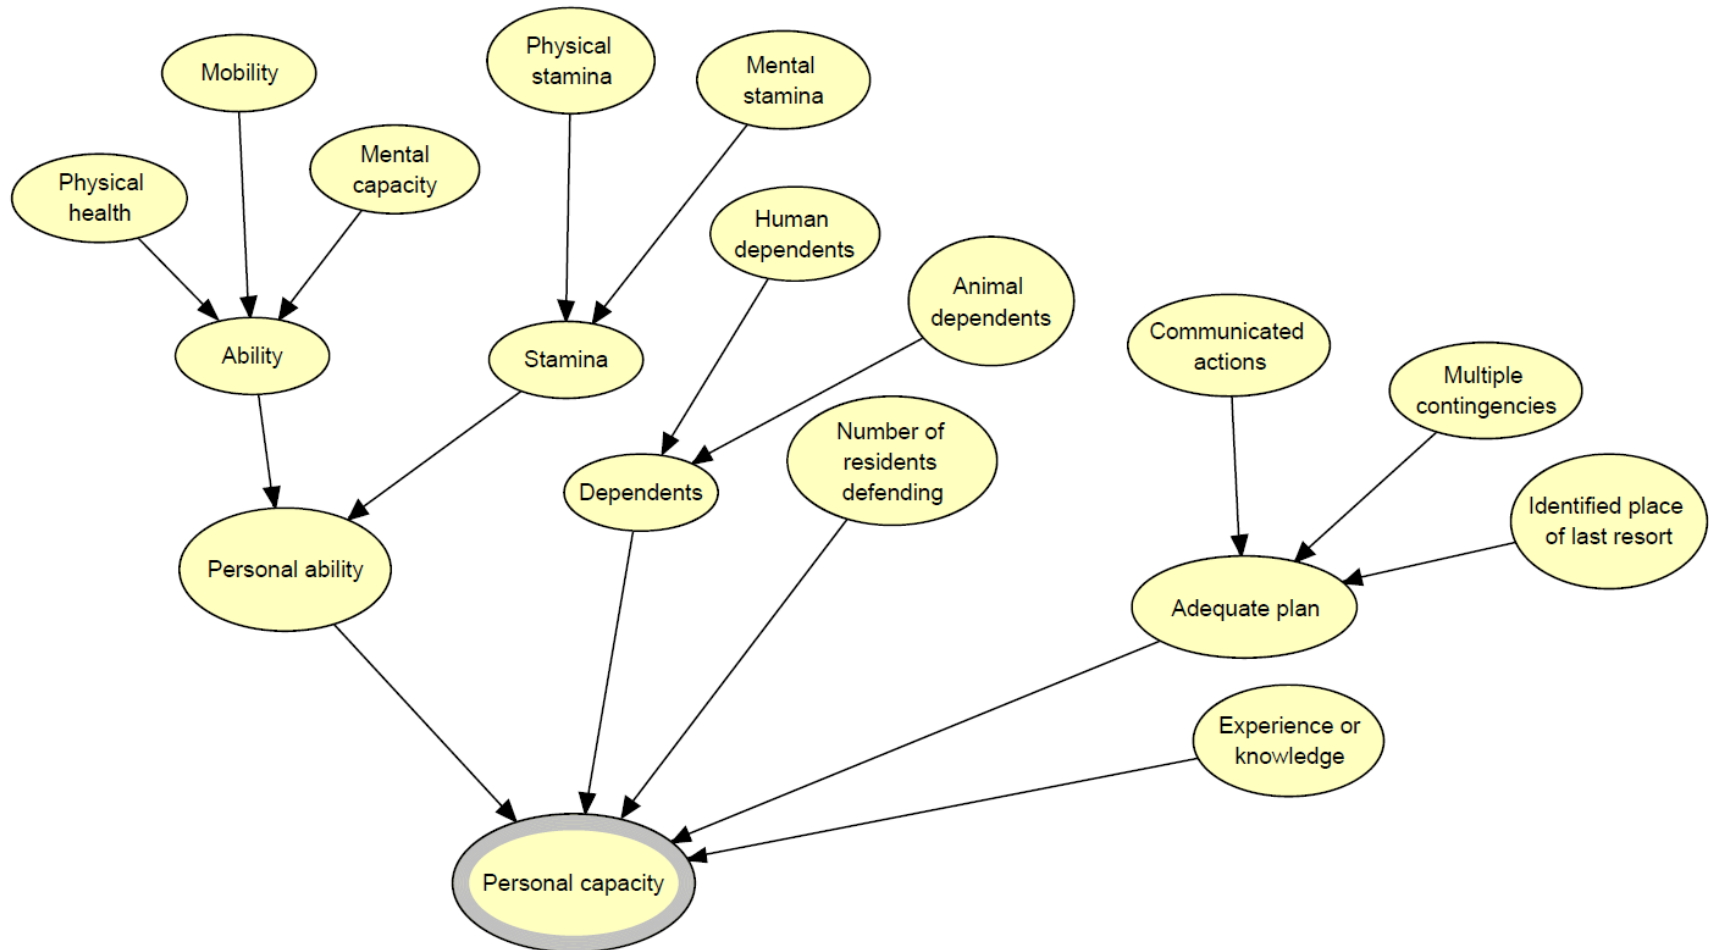 Physical
stamina
Mental
stamina
Mobility
Mental
capacity
Physical
health
Human
dependents
Animal
dependents
Communicated
actions
Ability
Stamina
Multiple
contingencies
Number of
residents
defending
Dependents
Identified place
of last resort
Personal ability
Adequate plan
Experience or
knowledge
Personal capacity